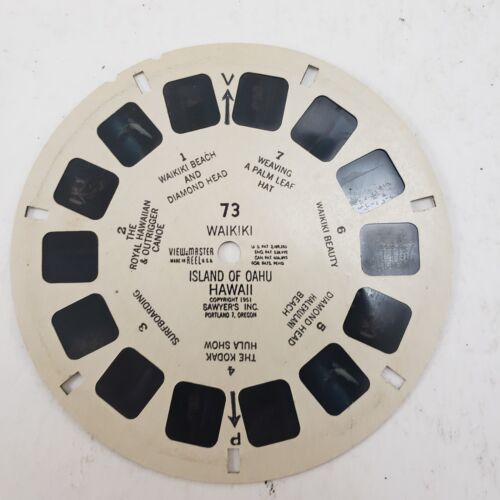 V
1
WAIKIKI BEACH
AND
DIAMOND HEAD
7
WEAVING
A PALM LEAF
HAT
2
THE
ROYAL HAWAIIAN
& OUTRIGGER
CANOE
73
WAIKIKI
6
WAIKIKI BEAUTY
VIEW-MASTER
MADE IN REEL U.S.A.
ISLAND OF OAHU
HAWAII
COPYRIGHT 1951
SAWYER'S INC.
PORTLAND 7, OREGON
3
SURFBOARDING
5
DIAMOND HEAD
HALEKULANI
BEACH
4
THE KODAK
HULA SHOW
P